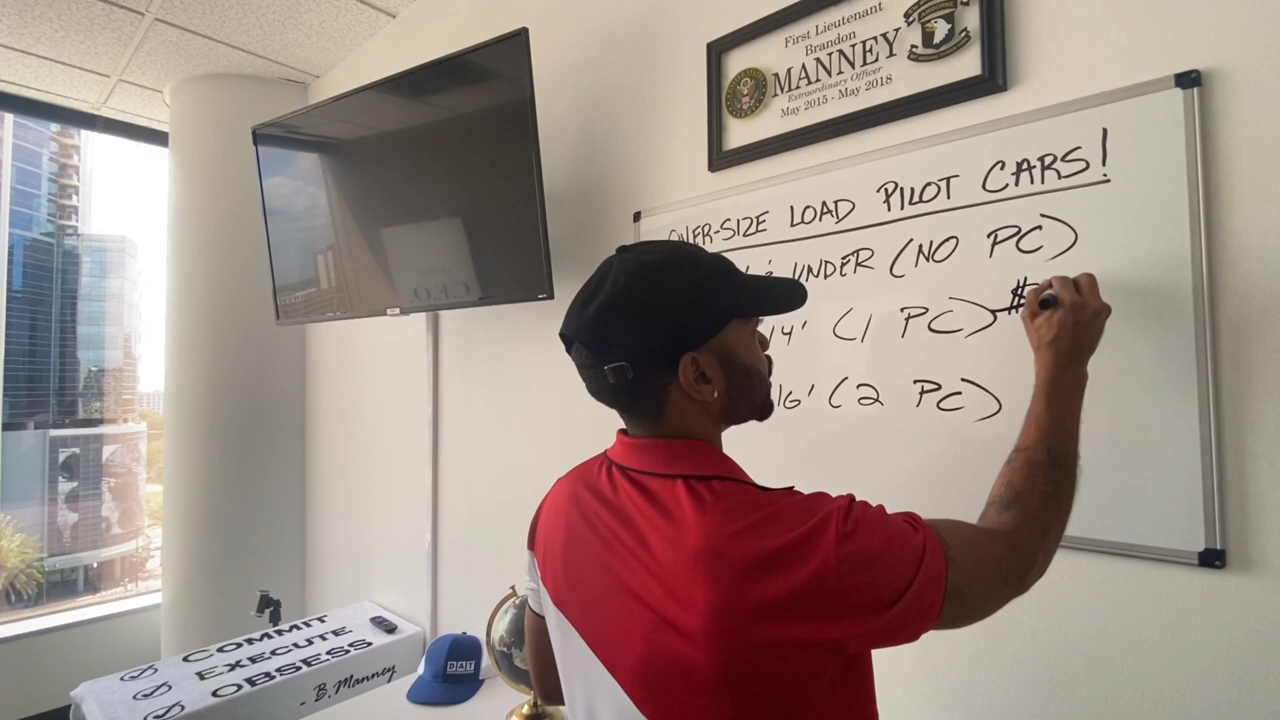 First Lieutenant
Brandon
MANNEY
Extraordinary Officer
May 2015 - May 2018
AIRBORNE
OVER-SIZE LOAD PILOT CARS!
UNDER (NO PC)
14' (1 PC) $
16' (2 PC)
C.E.O.
COMMIT
EXECUTE
OBSESS
- B. Manney
DAT